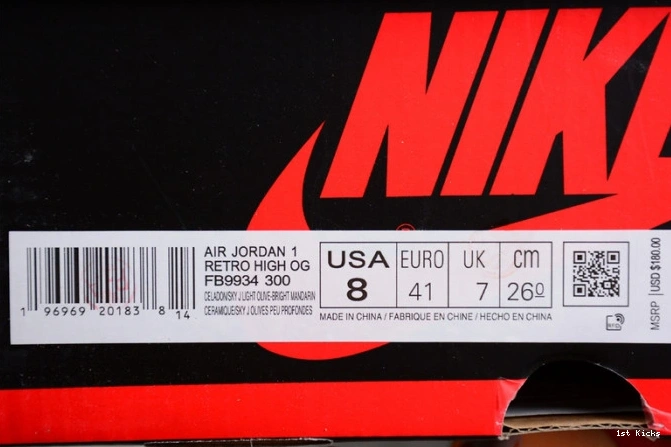 NIKE
®
AIR JORDAN 1
RETRO HIGH OG
FB9934 300
CELADON/SKY J LIGHT OLIVE-BRIGHT MANDARIN
CERAMIQUE/SKY J OLIVES PEU PROFONDES
1 96969 20183 8 14
USA EURO UK cm
8 41 7 26º
MADE IN CHINA / FABRIQUE EN CHINE / HECHO EN CHINA
RFID
MSRP USD $180.00
1st Kicks